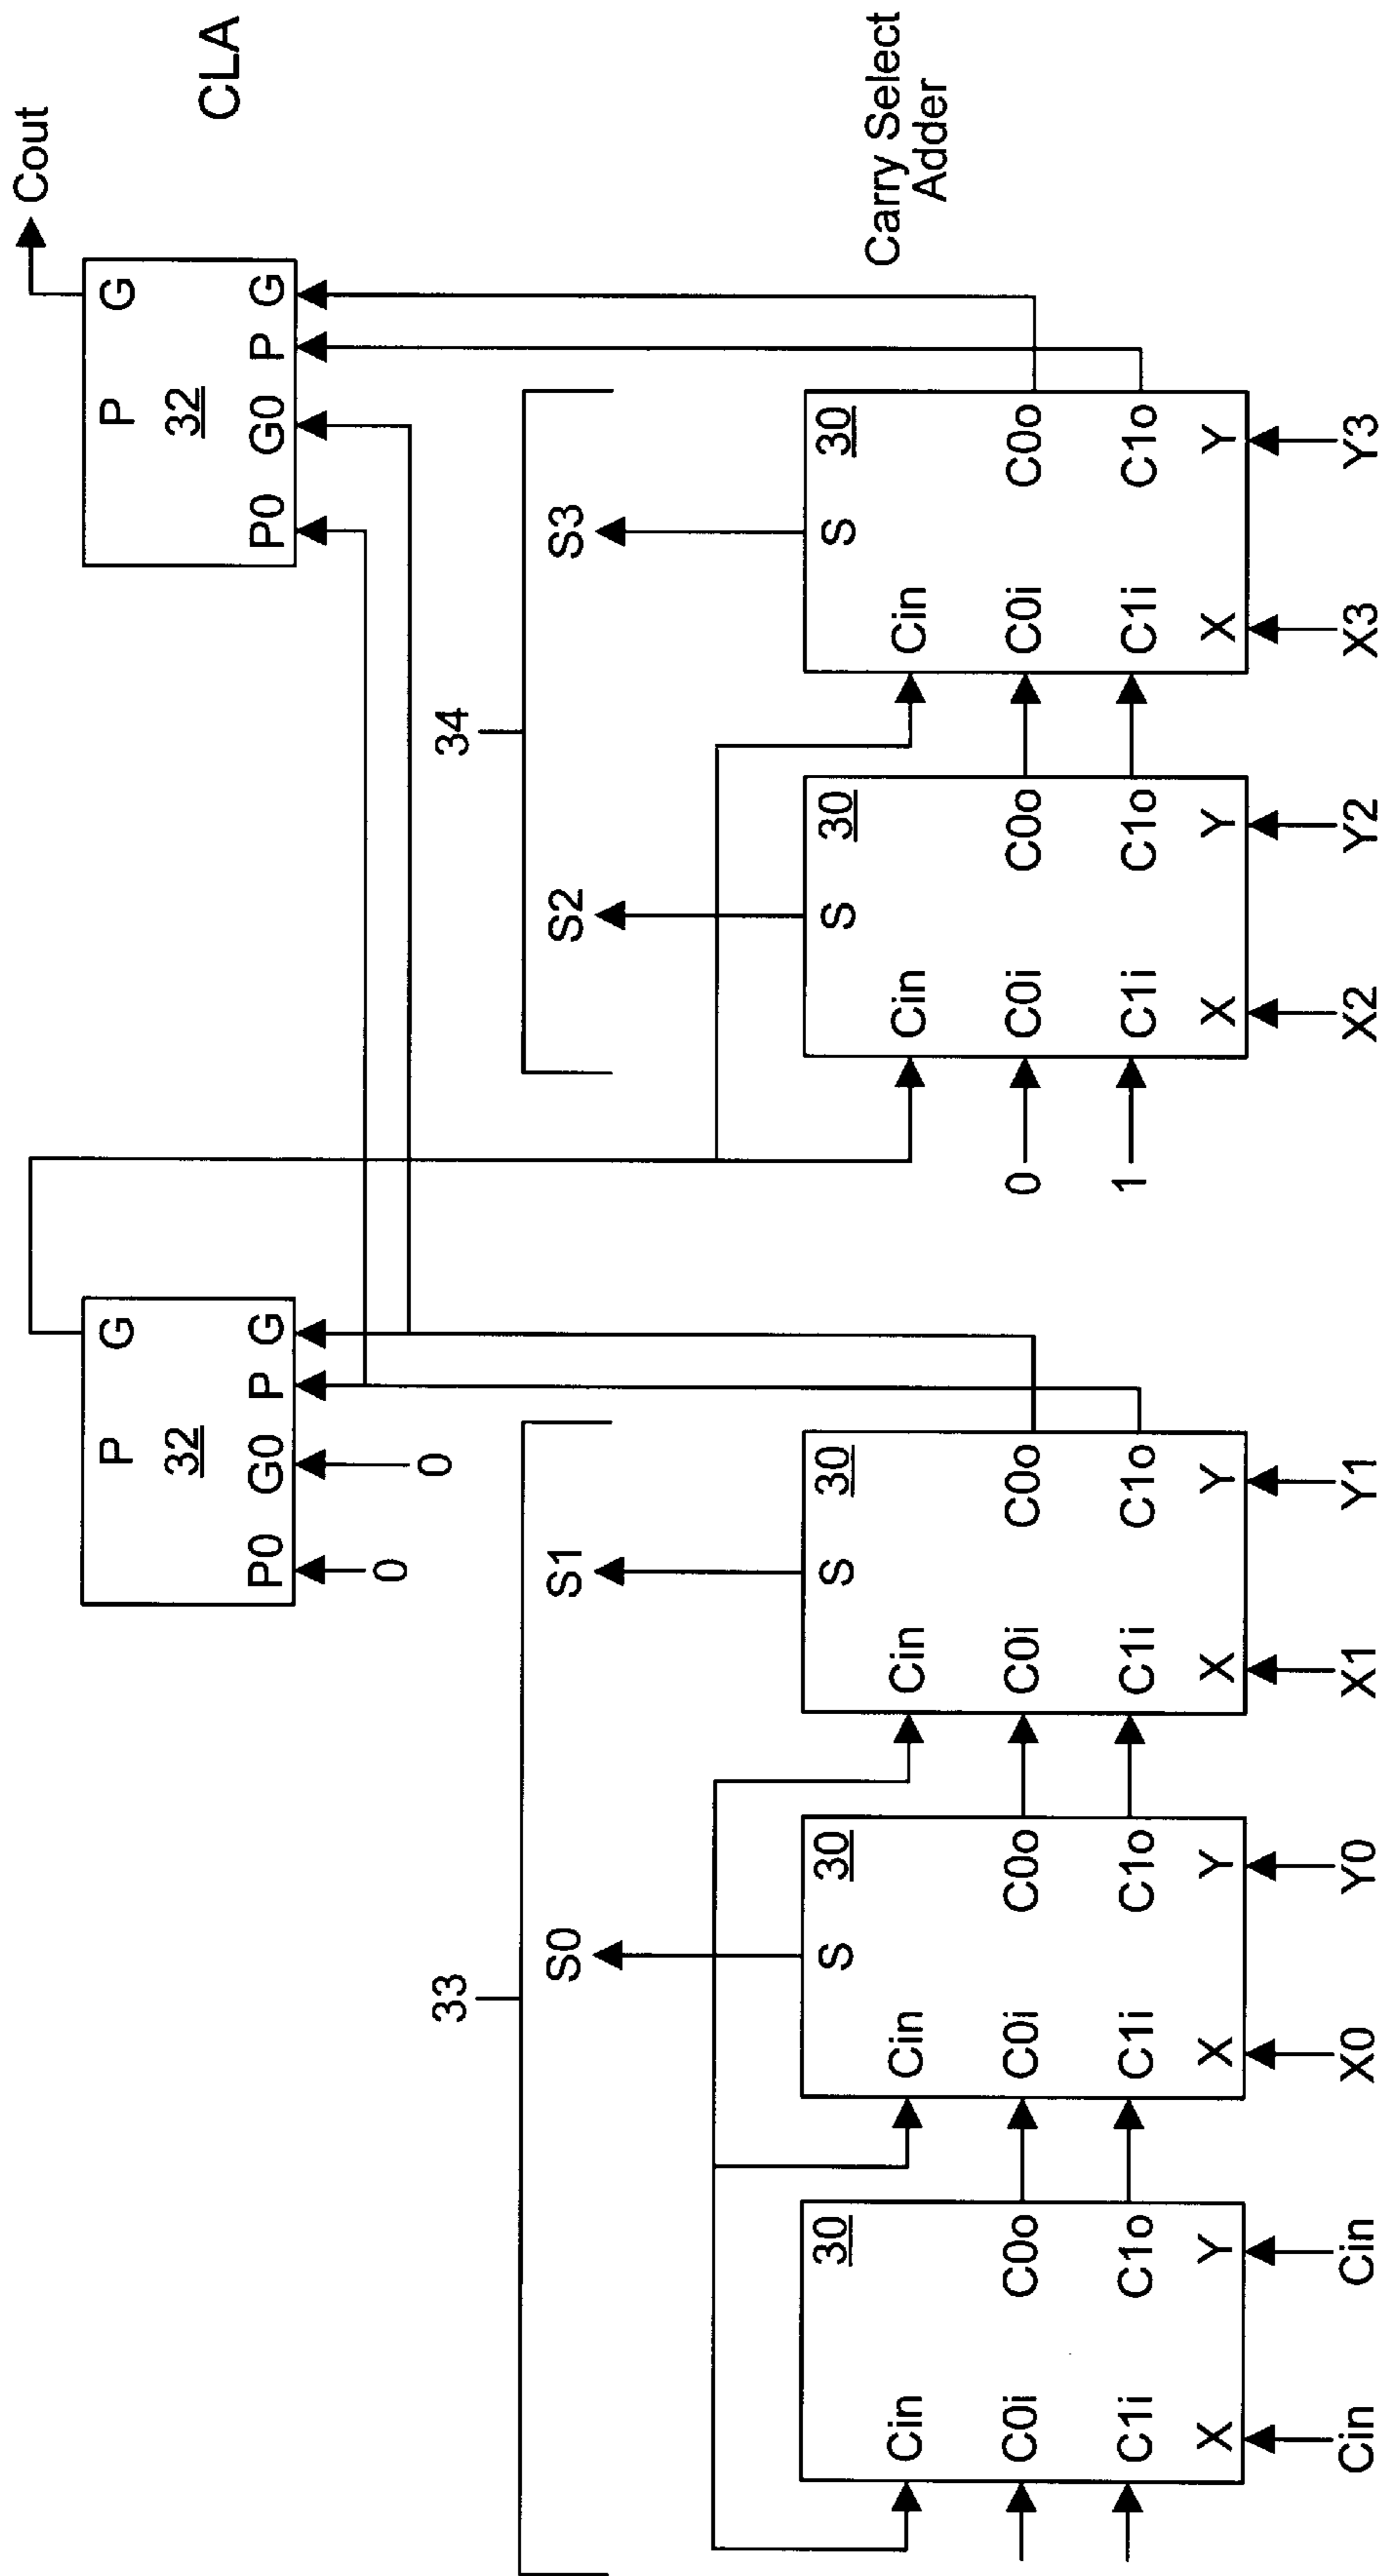 Cout
CLA
P G
32
P0 G0 P G
0 0
P G
32
P0 G0 P G
33
34
S0 S1 S2 S3
Carry Select
Adder
30
Cin
C0i C0o
C1i C1o
X Y
Cin Cin
30
S
Cin
C0i C0o
C1i C1o
X Y
X0 Y0
30
S
Cin
C0i C0o
C1i C1o
X Y
X1 Y1
0
1
30
S
Cin
C0i C0o
C1i C1o
X Y
X2 Y2
30
S
Cin
C0i C0o
C1i C1o
X Y
X3 Y3